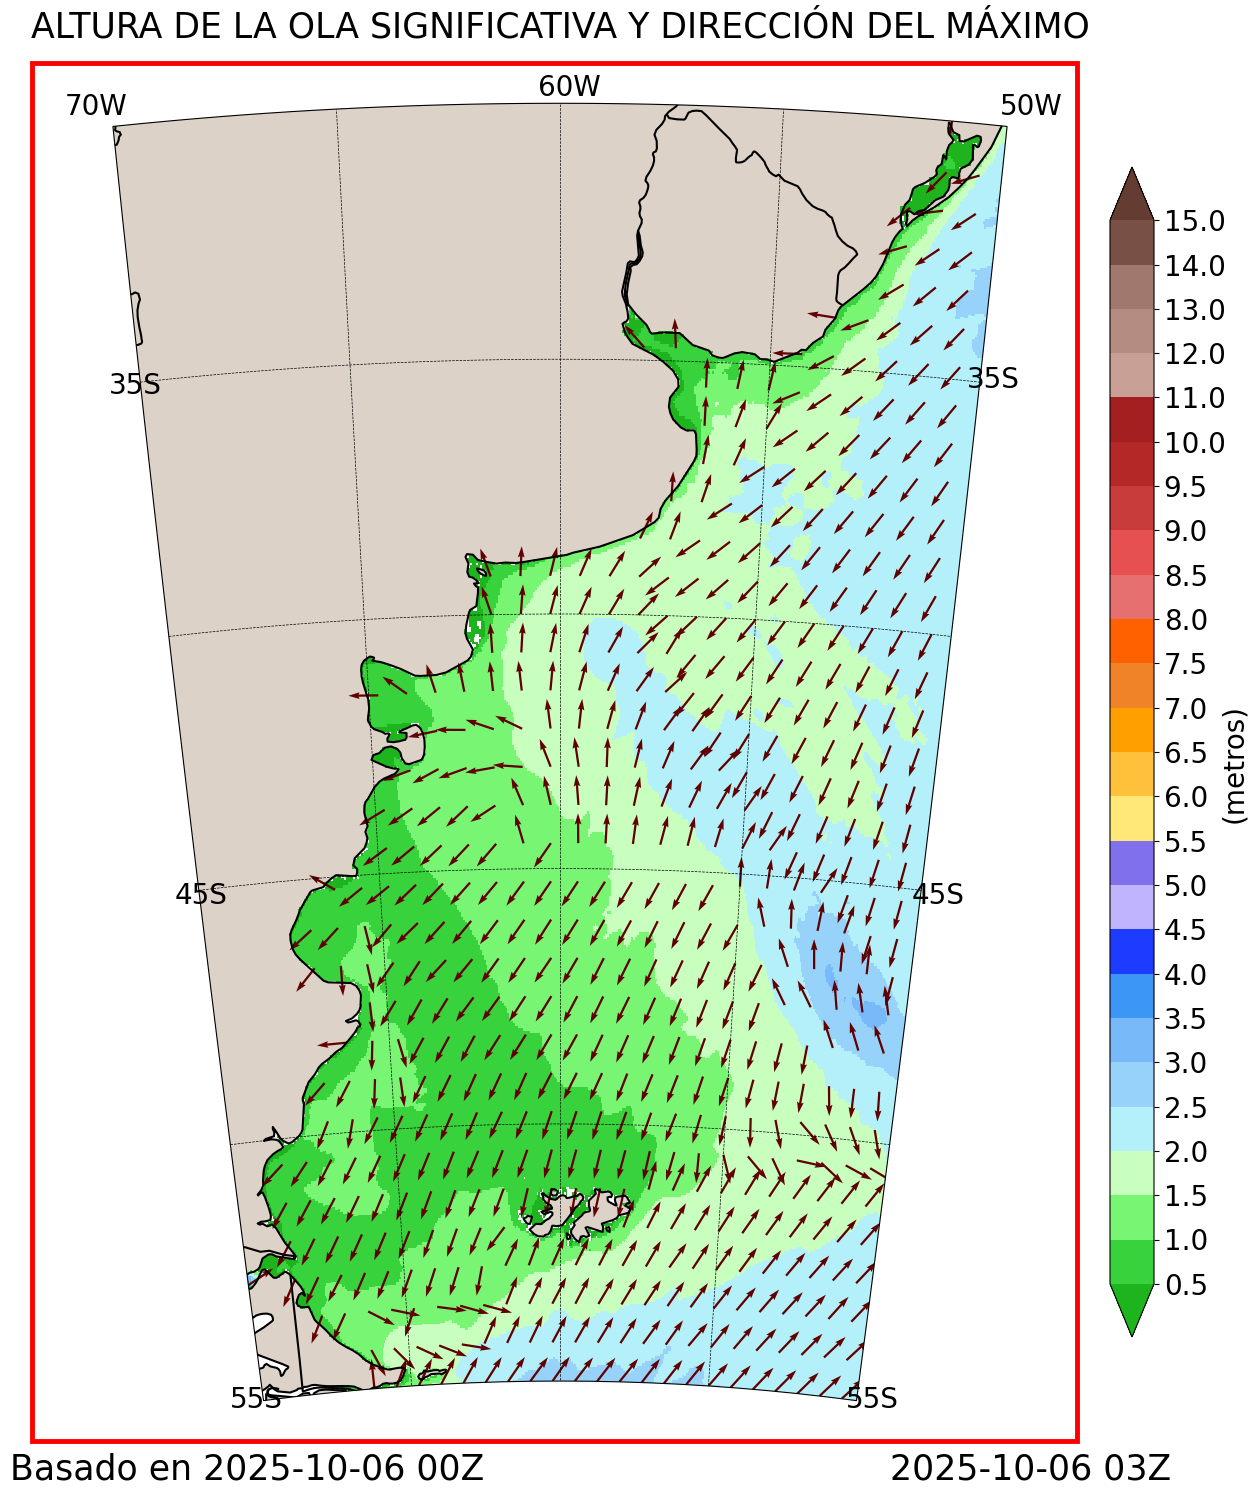 ALTURA DE LA OLA SIGNIFICATIVA Y DIRECCIÓN DEL MÁXIMO
70W
60W
50W
35S
35S
45S
45S
55S
55S
15.0
14.0
13.0
12.0
11.0
10.0
9.5
9.0
8.5
8.0
7.5
7.0
6.5
6.0
5.5
5.0
4.5
4.0
3.5
3.0
2.5
2.0
1.5
1.0
0.5
(metros)
Basado en 2025-10-06 00Z
2025-10-06 03Z